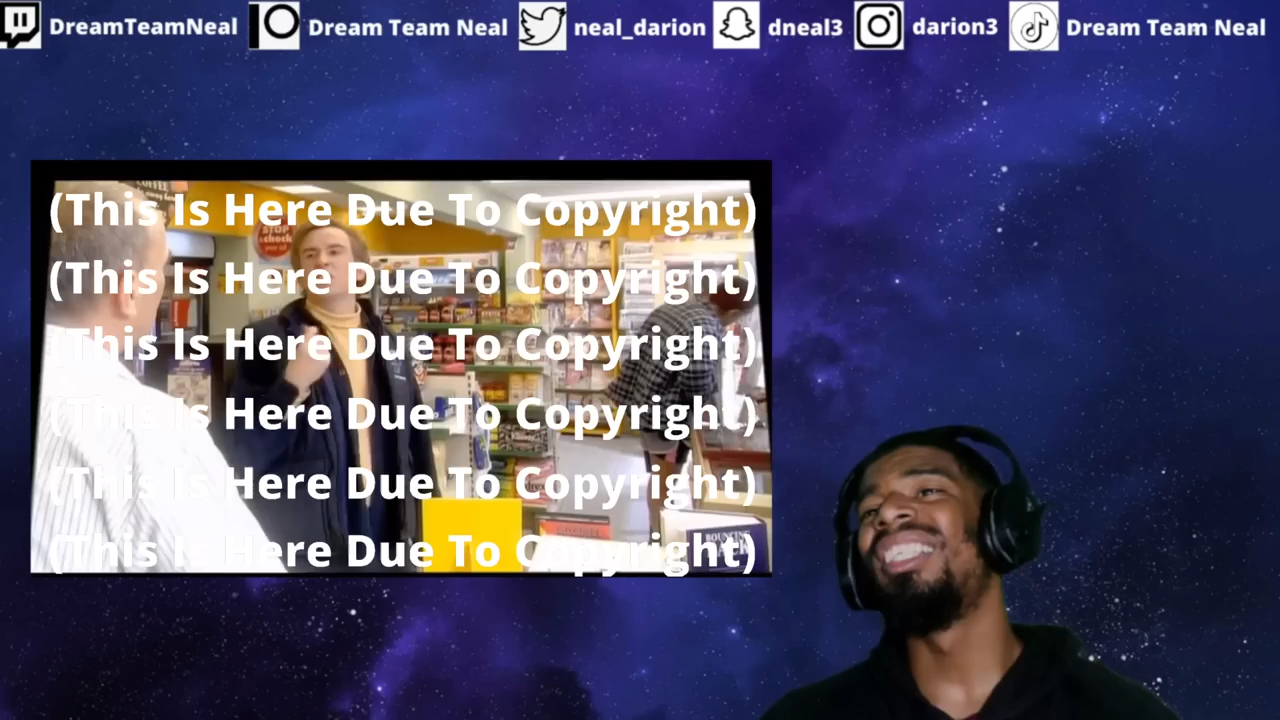 DreamTeamNeal Dream Team Neal neal_darion dneal3 darion3 Dream Team Neal
(This Is Here Due To Copyright)
(This Is Here Due To Copyright)
(This Is Here Due To Copyright)
(This Is Here Due To Copyright)
(This Is Here Due To Copyright)
(This Is Here Due To Copyright)
STOP
& check